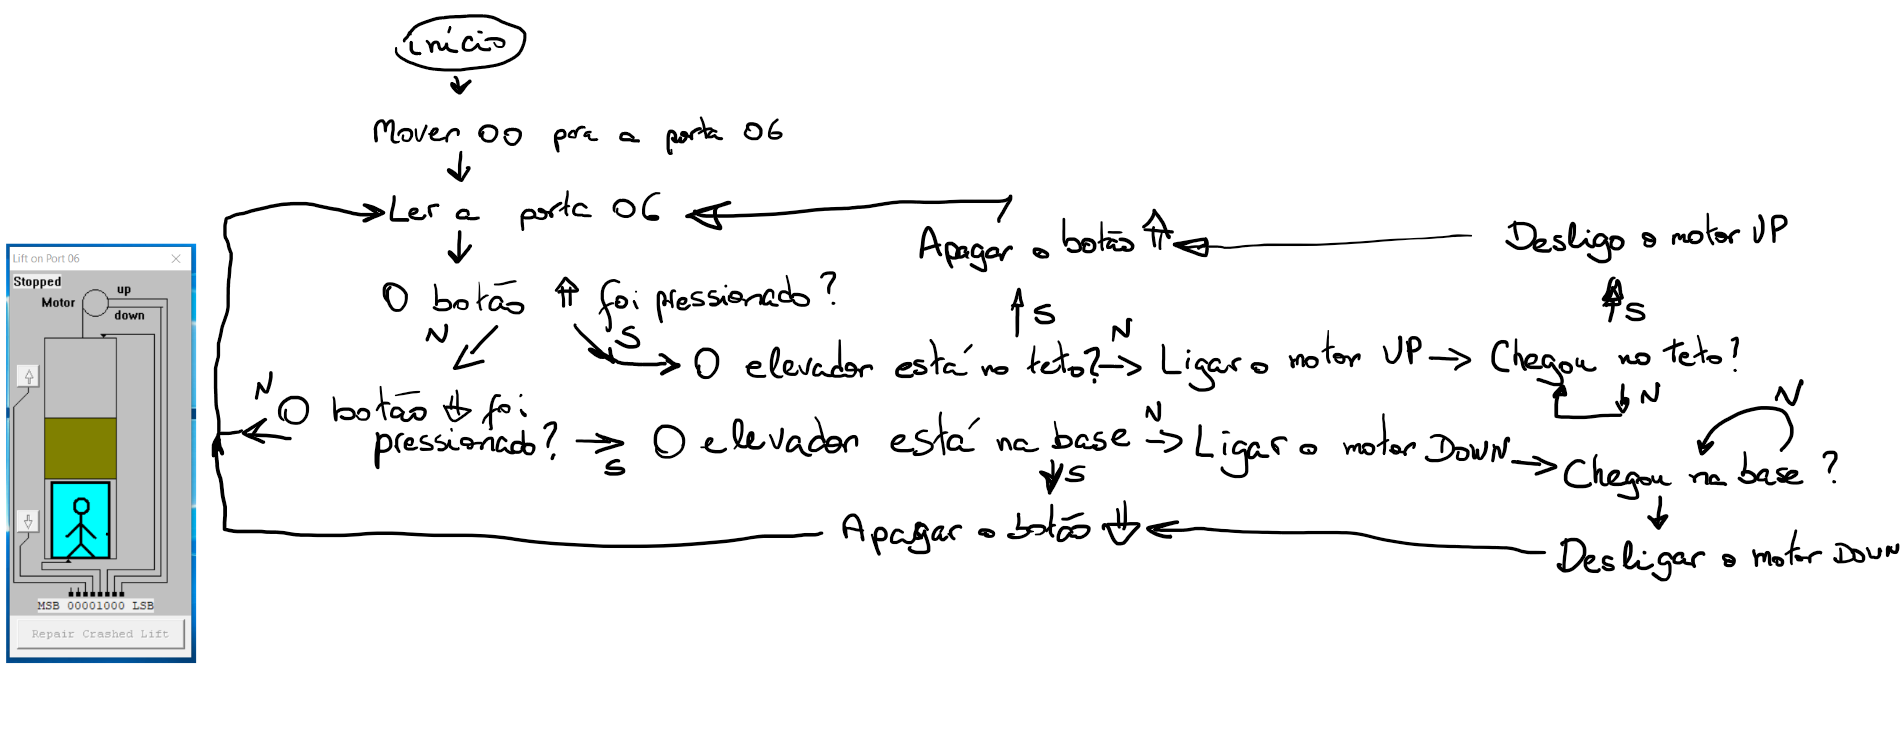 início
Mover 00 para a porta 06
Ler a porta 06
O botão ⇑ foi pressionado?
N
S
O elevador está no teto?
N
Ligar o motor UP
Chegou no teto?
N
S
Desligo o motor UP
S
Apagar o botão ⇑
O botão ⇓ foi
pressionado?
N
S
O elevador está na base
N
Ligar o motor DOWN
Chegou na base?
N
Desligar o motor DOWN
S
Apagar o botão ⇓
Lift on Port 06
Stopped
Motor
up
down
MSB 00001000 LSB
Repair Crashed Lift